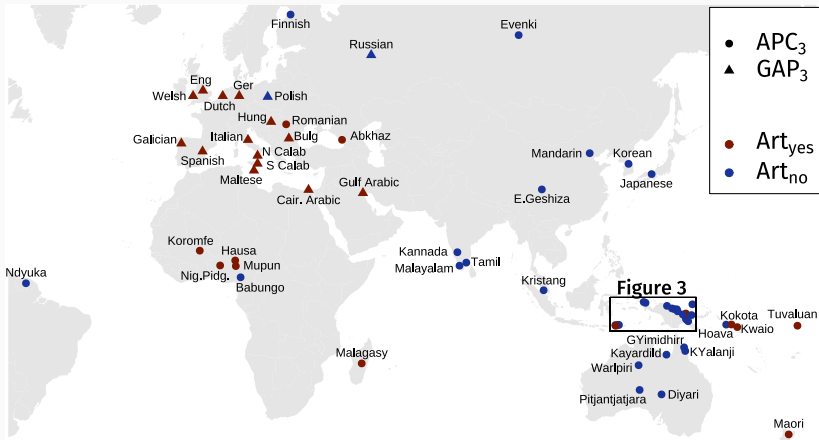 Finnish
Evenki
Russian
APC3
GAP3
Artyes
Artno
Eng
Ger
Welsh
Dutch
Polish
Hung
Romanian
Galician
Italian
Bulg
Abkhaz
Spanish
N Calab
S Calab
Maltese
Cair. Arabic
Gulf Arabic
Mandarin
Korean
Japanese
E.Geshiza
Koromfe
Hausa
Mupun
Nig.Pidg.
Babungo
Ndyuka
Kannada
Malayalam
Tamil
Kristang
Figure 3
Kokota
Tuvaluan
Hoava
Kwaio
GYimidhirr
Kayardild
KYalanji
Malagasy
Warlpiri
Pitjantjatjara
Diyari
Maori